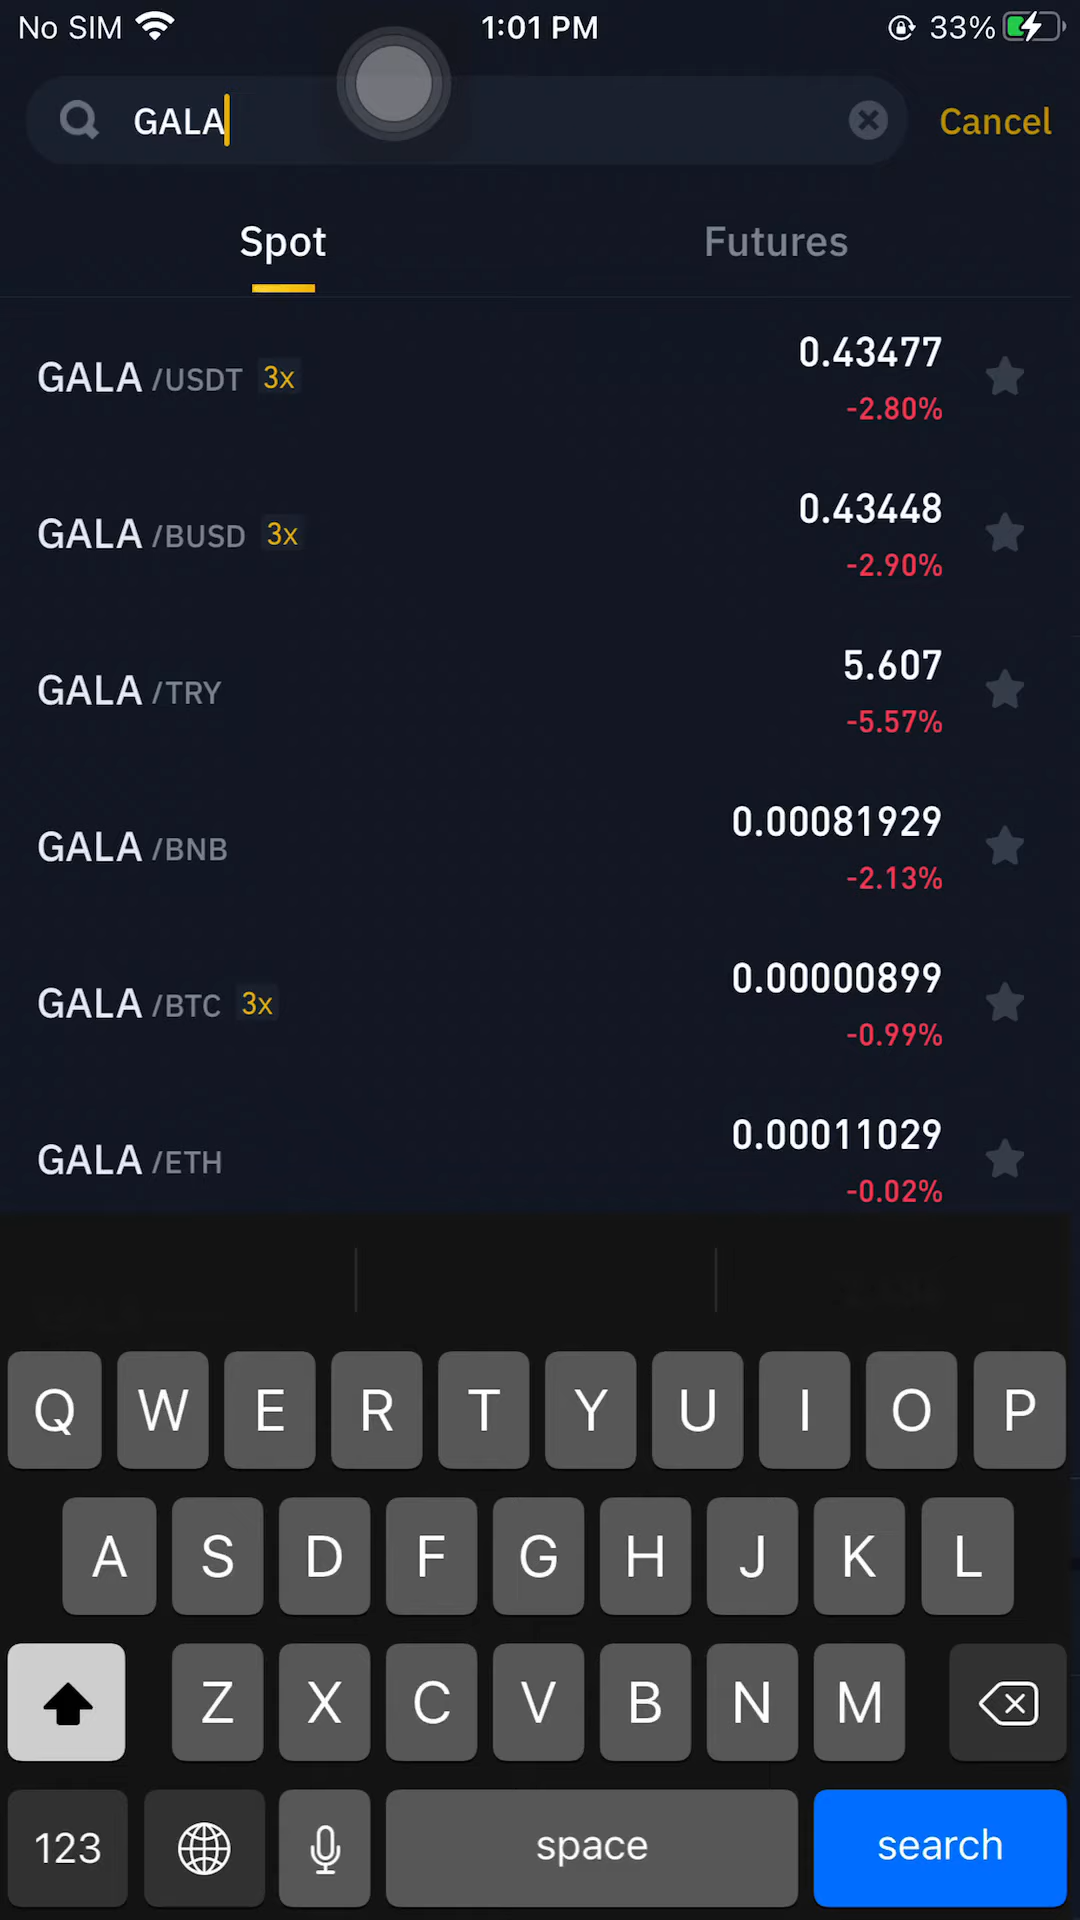 No SIM 1:01 PM 33%
GALA Cancel
Spot Futures
GALA /USDT 3x 0.43477
-2.80%
GALA /BUSD 3x 0.43448
-2.90%
GALA /TRY 5.607
-5.57%
GALA /BNB 0.00081929
-2.13%
GALA /BTC 3x 0.00000899
-0.99%
GALA /ETH 0.00011029
-0.02%
Q W E R T Y U I O P
A S D F G H J K L
Z X C V B N M
123 space search